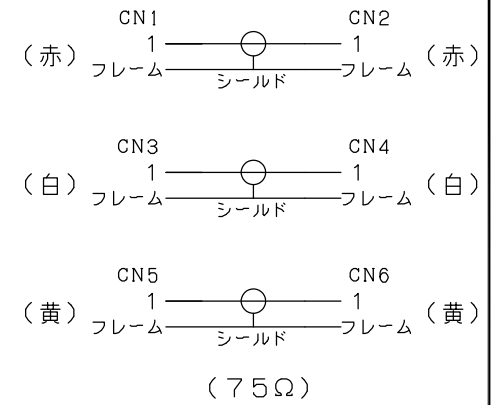 CN1 CN2
(赤) 1 1 (赤)
フレーム シールド フレーム
CN3 CN4
(白) 1 1 (白)
フレーム シールド フレーム
CN5 CN6
(黄) 1 1 (黄)
フレーム シールド フレーム
(75Ω)